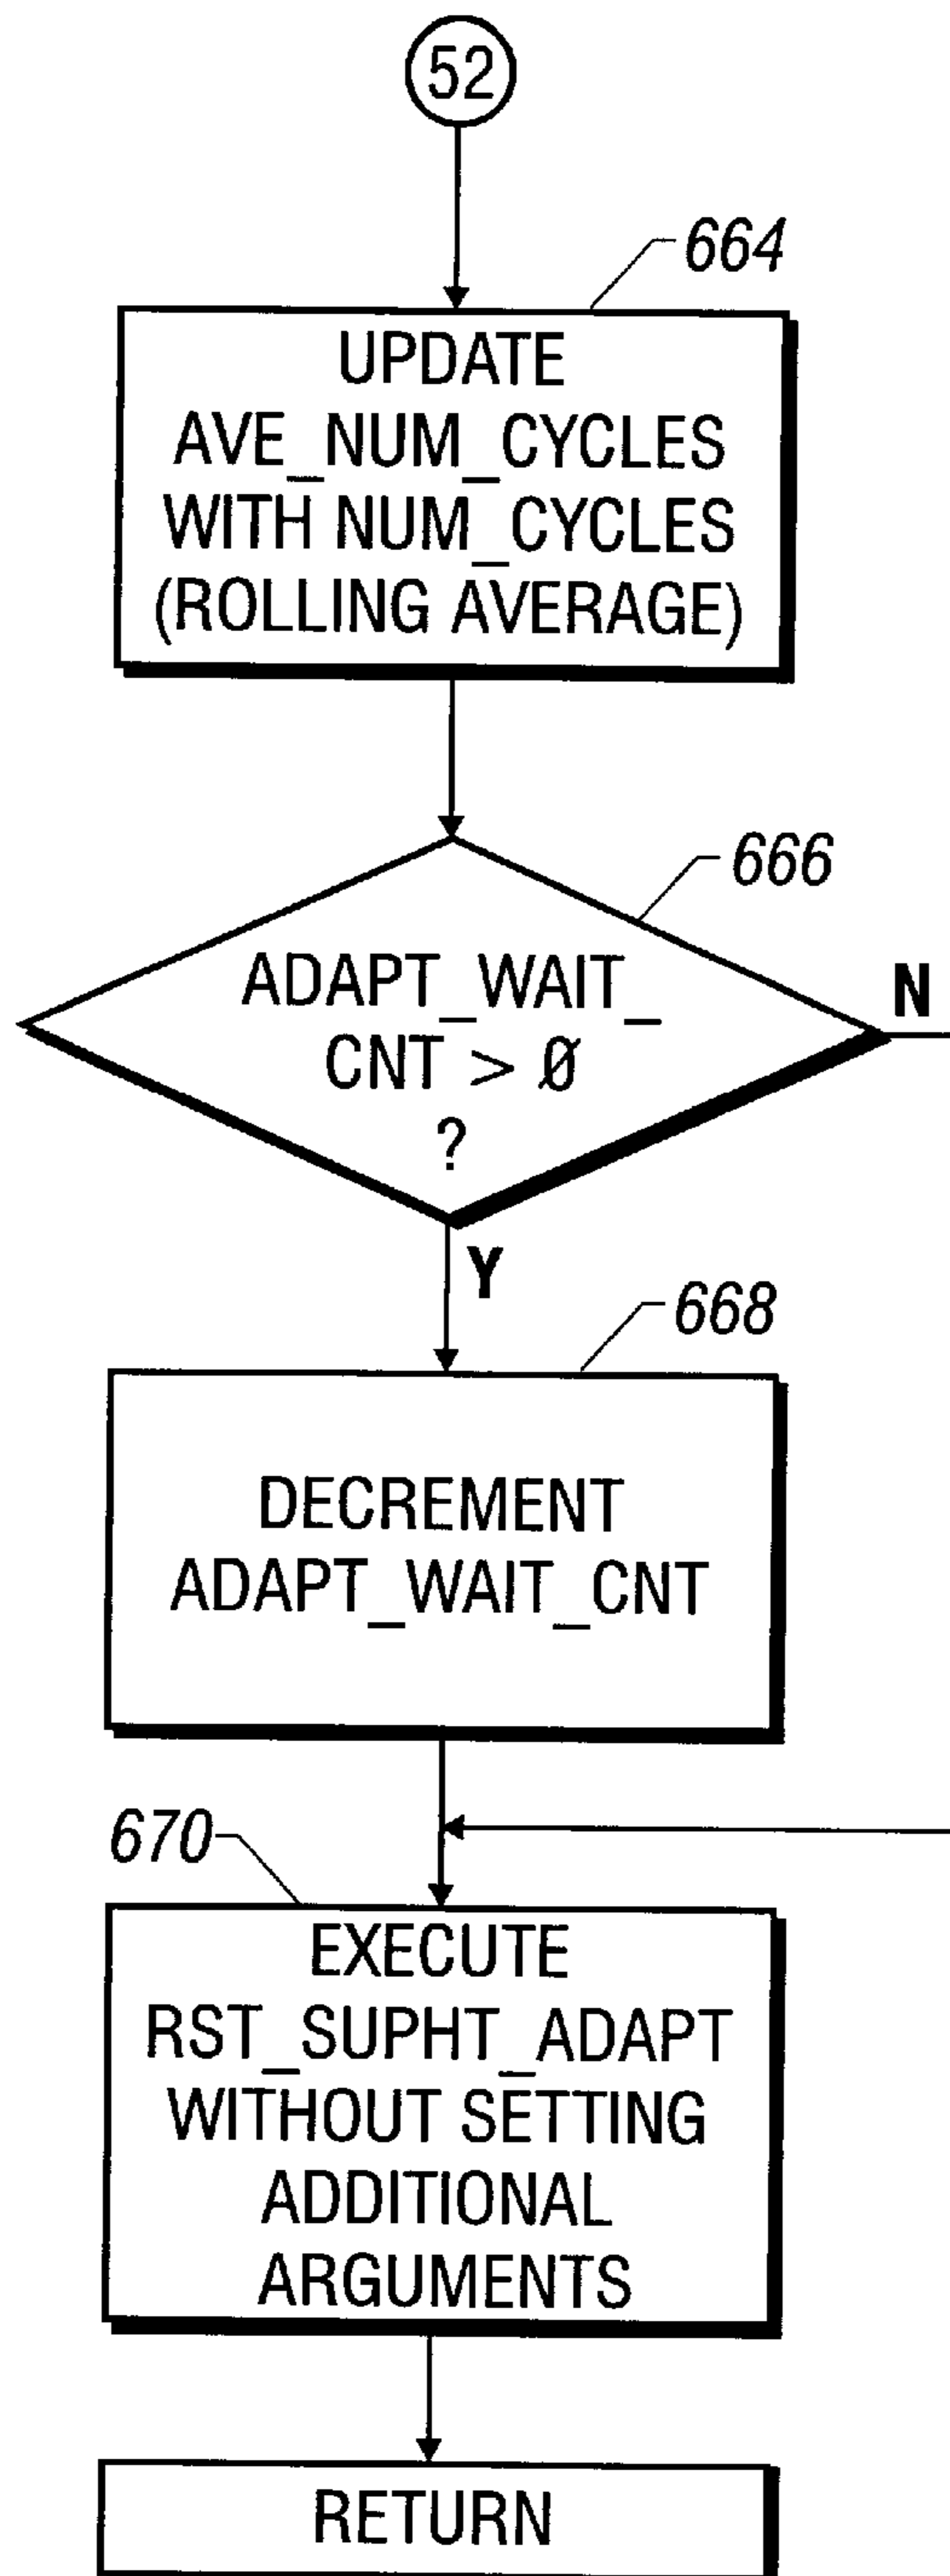 52
664
UPDATE
AVE_NUM_CYCLES
WITH NUM_CYCLES
(ROLLING AVERAGE)
666
ADAPT_WAIT_
CNT > Ø
?
N
Y
668
DECREMENT
ADAPT_WAIT_CNT
670
EXECUTE
RST_SUPHT_ADAPT
WITHOUT SETTING
ADDITIONAL
ARGUMENTS
RETURN